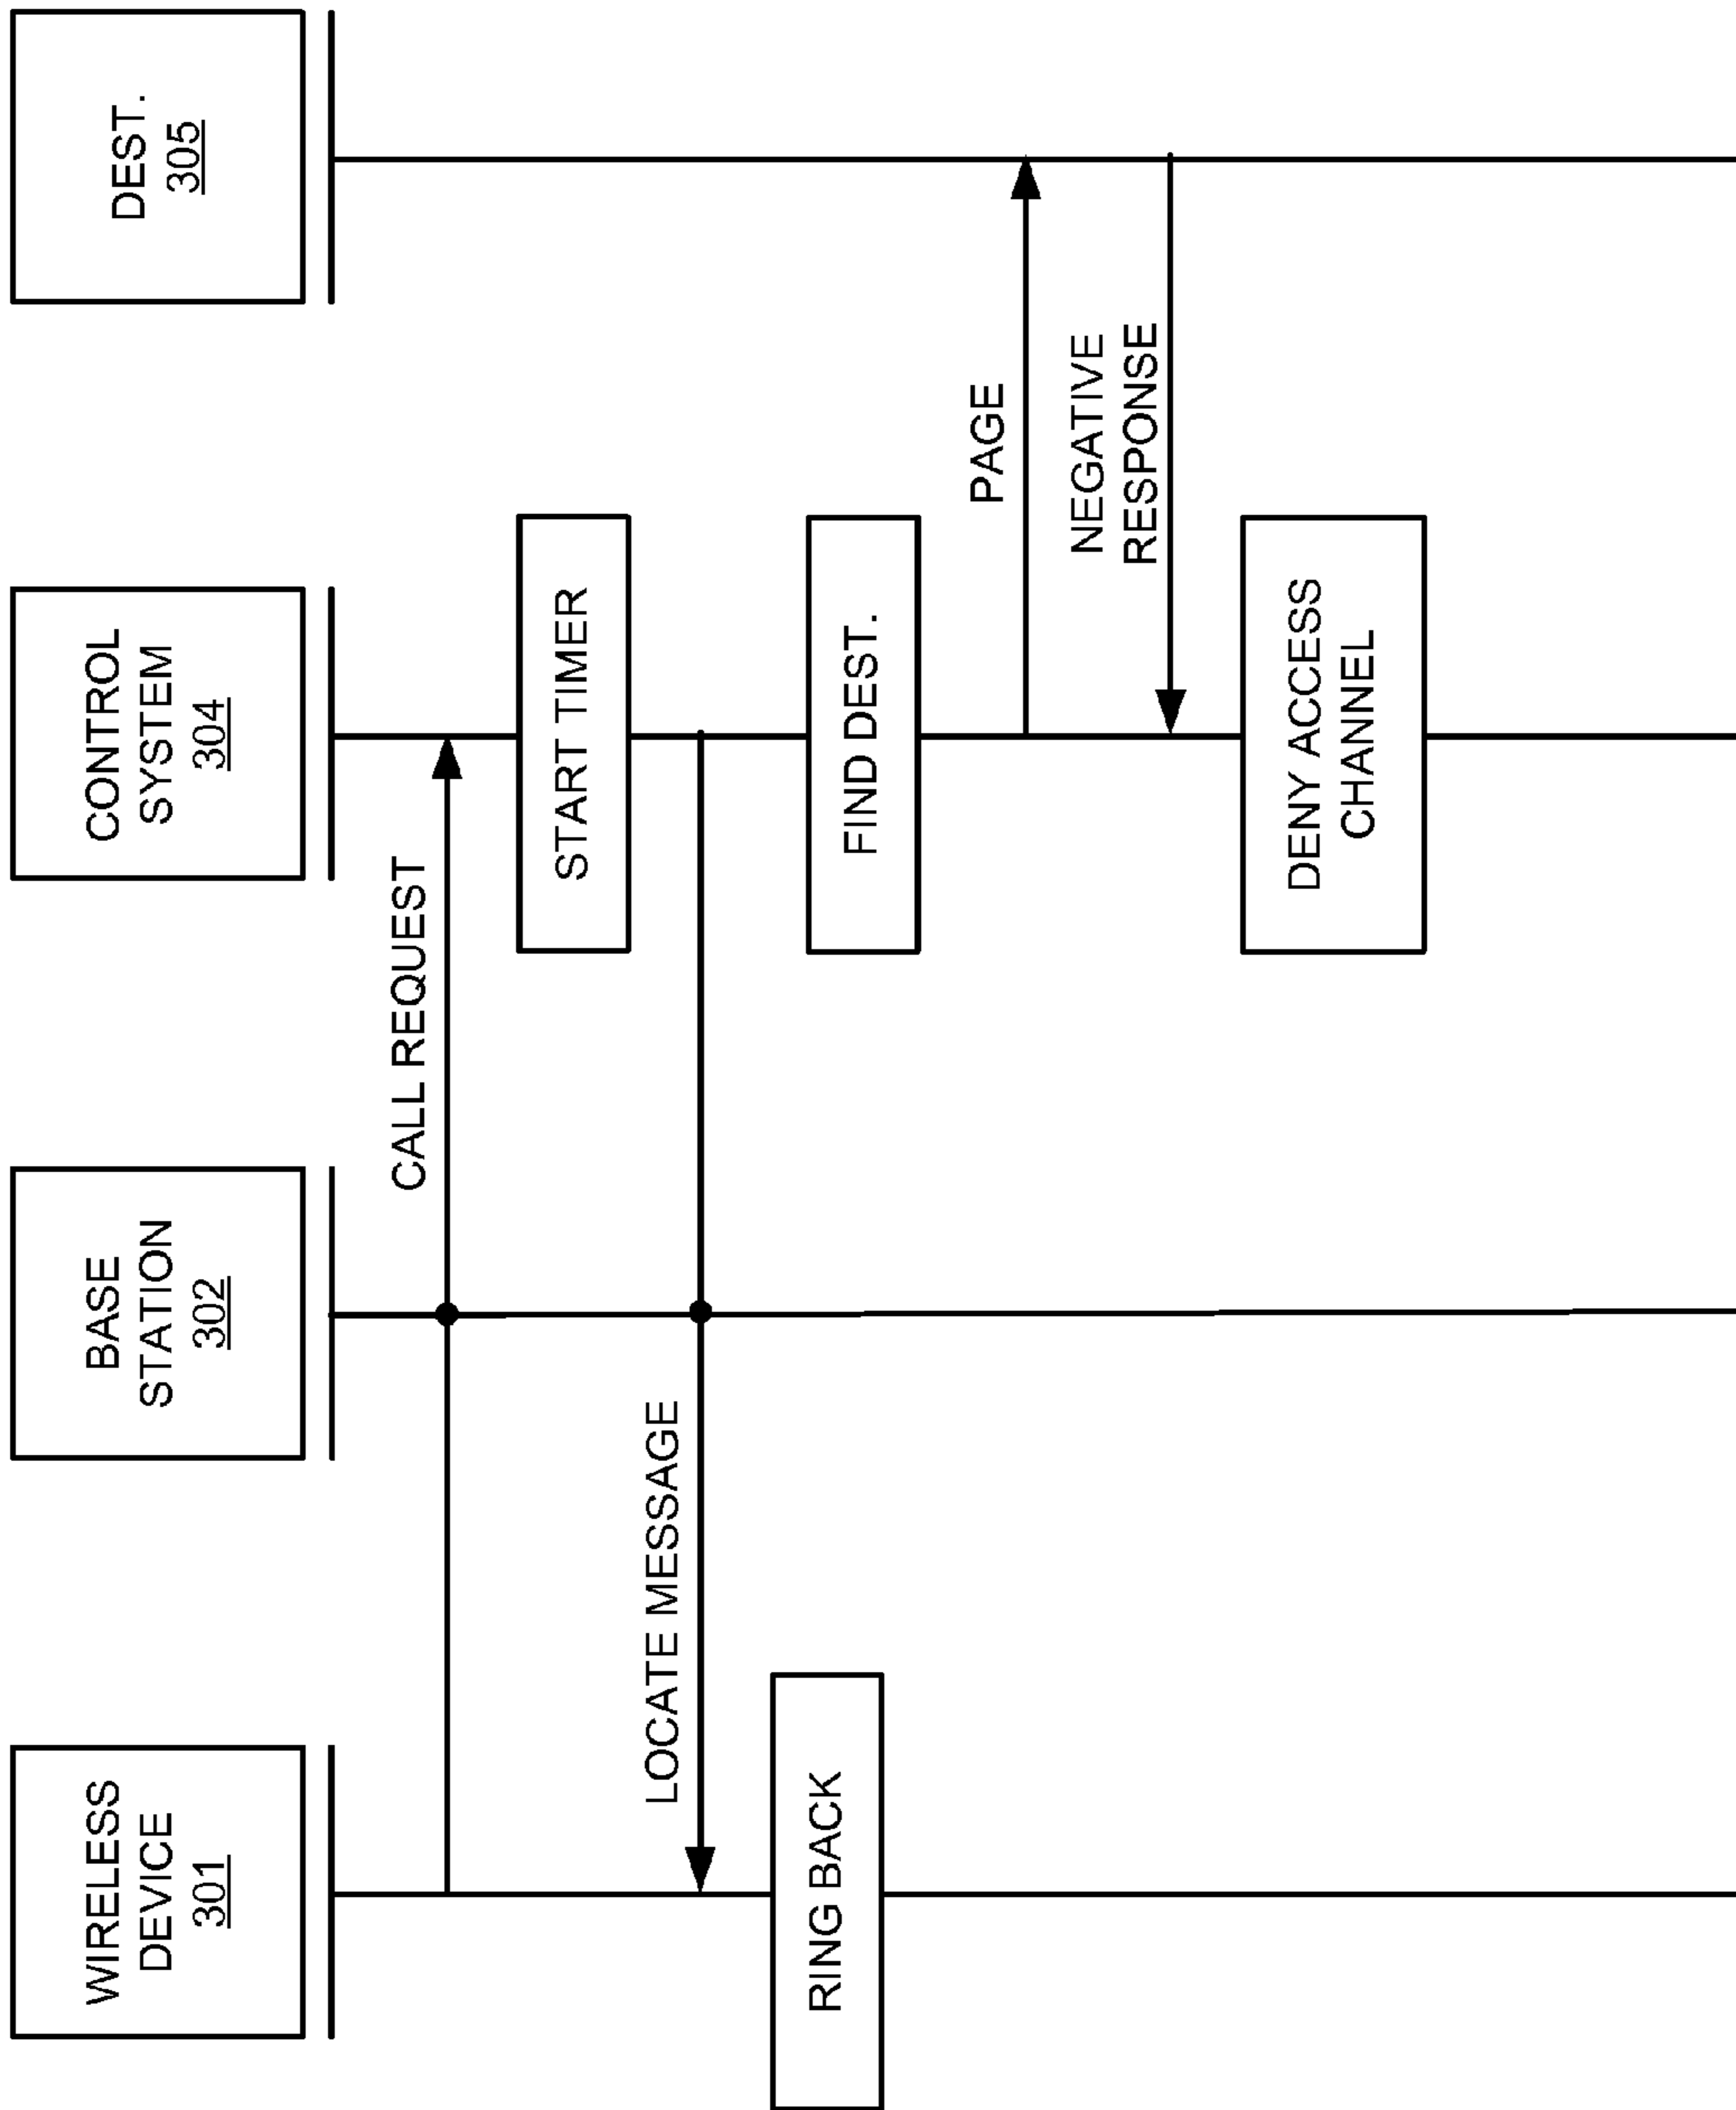 WIRELESS
DEVICE
301
BASE
STATION
302
CONTROL
SYSTEM
304
DEST.
305
CALL REQUEST
START TIMER
LOCATE MESSAGE
RING BACK
FIND DEST.
PAGE
NEGATIVE
RESPONSE
DENY ACCESS
CHANNEL